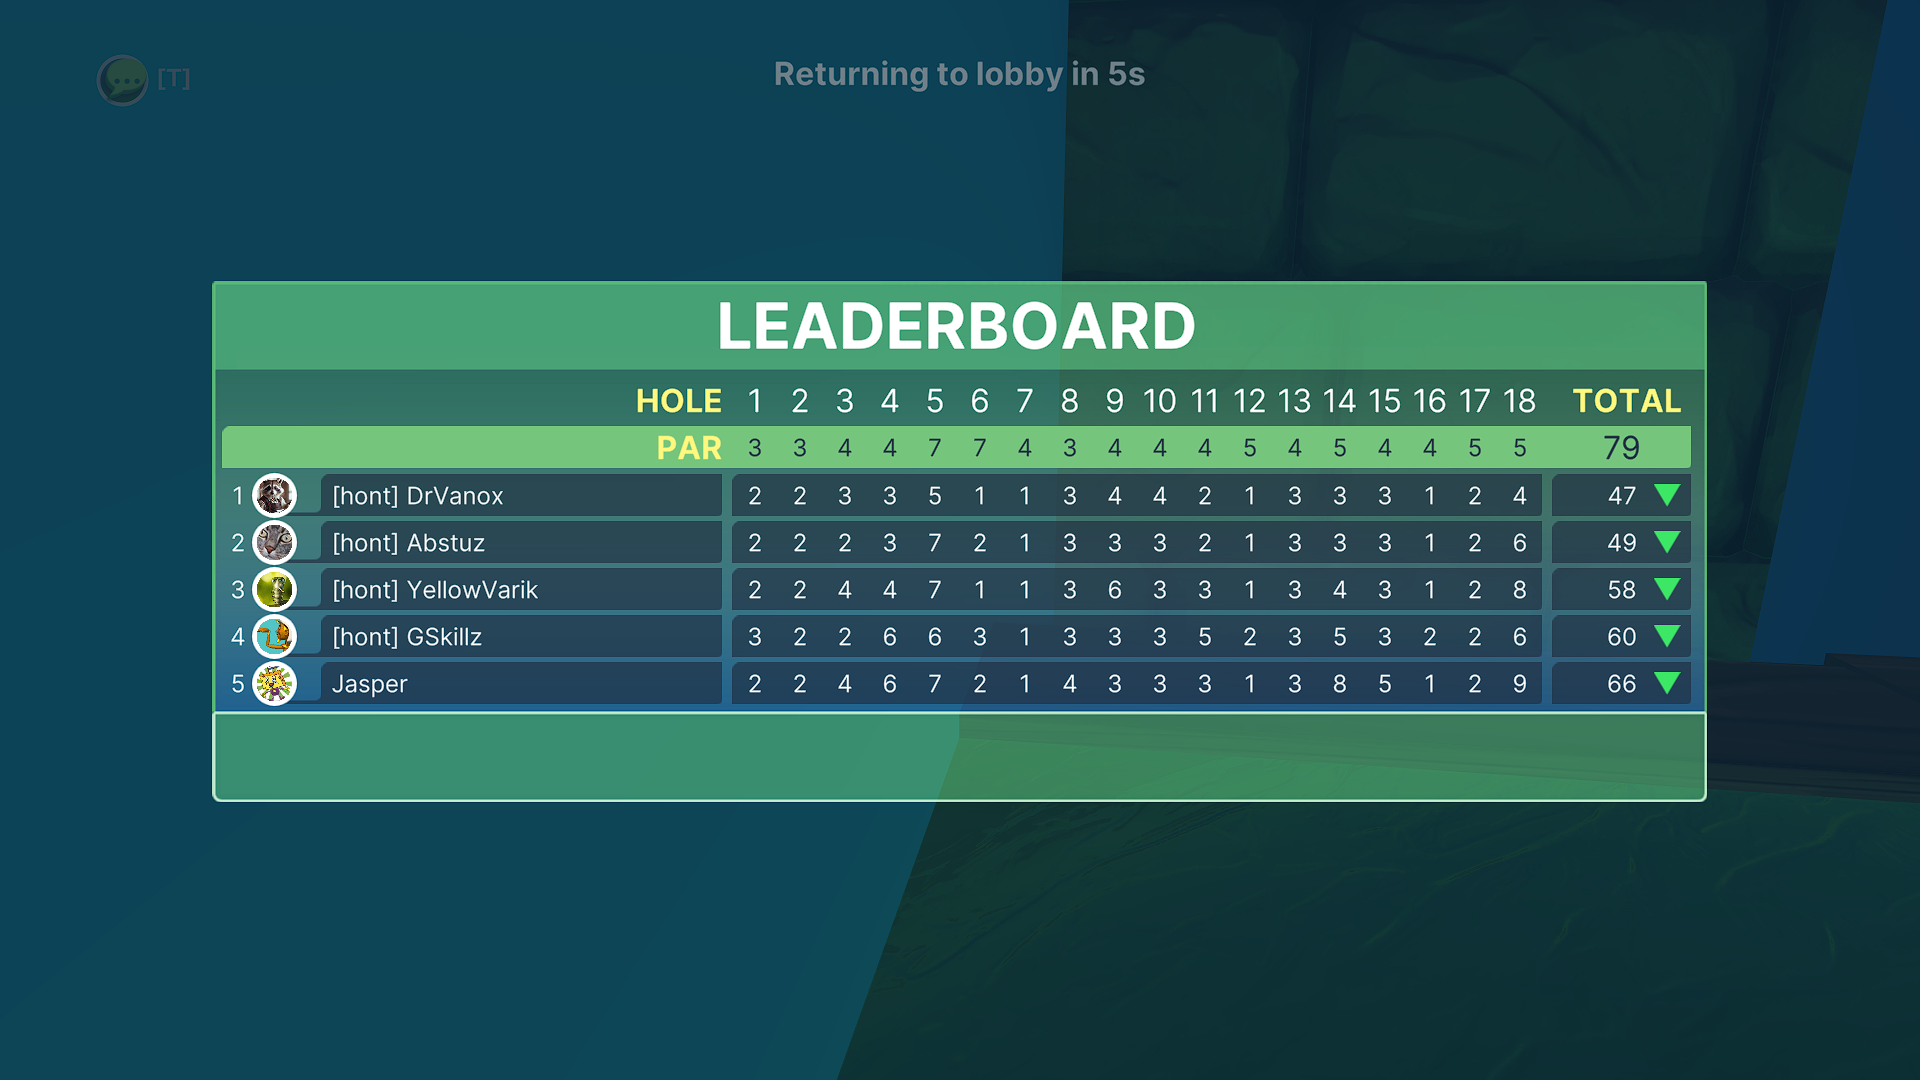 [T]
Returning to lobby in 5s
LEADERBOARD
HOLE 1 2 3 4 5 6 7 8 9 10 11 12 13 14 15 16 17 18 TOTAL
PAR 3 3 4 4 7 7 4 3 4 4 4 5 4 5 4 4 5 5 79
1 [hont] DrVanox 2 2 3 3 5 1 1 3 4 4 2 1 3 3 3 1 2 4 47
2 [hont] Abstuz 2 2 2 3 7 2 1 3 3 3 2 1 3 3 3 1 2 6 49
3 [hont] YellowVarik 2 2 4 4 7 1 1 3 6 3 3 1 3 4 3 1 2 8 58
4 [hont] GSkillz 3 2 2 6 6 3 1 3 3 3 5 2 3 5 3 2 2 6 60
5 Jasper 2 2 4 6 7 2 1 4 3 3 3 1 3 8 5 1 2 9 66